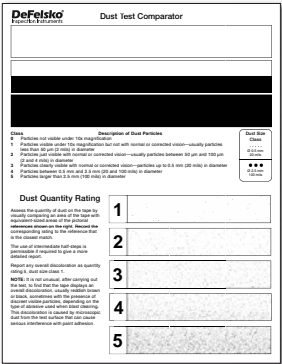 DeFelsko
Inspection Instruments
Dust Test Comparator
Class Description of Dust Particles
0 Particles not visible under 10x magnification
1 Particles visible under 10x magnification but not with normal or corrected vision—usually particles
less than 50 µm (2 mils) in diameter
2 Particles just visible with normal or corrected vision—usually particles between 50 µm and 100 µm
(2 and 4 mils) in diameter
3 Particles clearly visible with normal or corrected vision—particles up to 0.5 mm (20 mils) in diameter
4 Particles between 0.5 mm and 2.5 mm (20 and 100 mils) in diameter
5 Particles larger than 2.5 mm (100 mils) in diameter
Dust Size
Class
Ø 0.5 mm
20 mils
Ø 2.5 mm
100 mils
Dust Quantity Rating
Assess the quantity of dust on the tape by
visually comparing an area of the tape with
equivalent-sized areas of the pictorial
references shown on the right. Record the
corresponding rating to the reference that
is the closest match.
The use of intermediate half-steps is
permissible if required to give a more
detailed report.
Report any overall discoloration as quantity
rating 5, dust size class 1.
NOTE: It is not unusual, after carrying out
the test, to find that the tape displays an
overall discoloration, usually reddish brown
or black, sometimes with the presence of
discreet visible particles, depending on the
type of abrasive used when blast cleaning.
This discoloration is caused by microscopic
dust from the test surface that can cause
serious interference with paint adhesion.
1
2
3
4
5